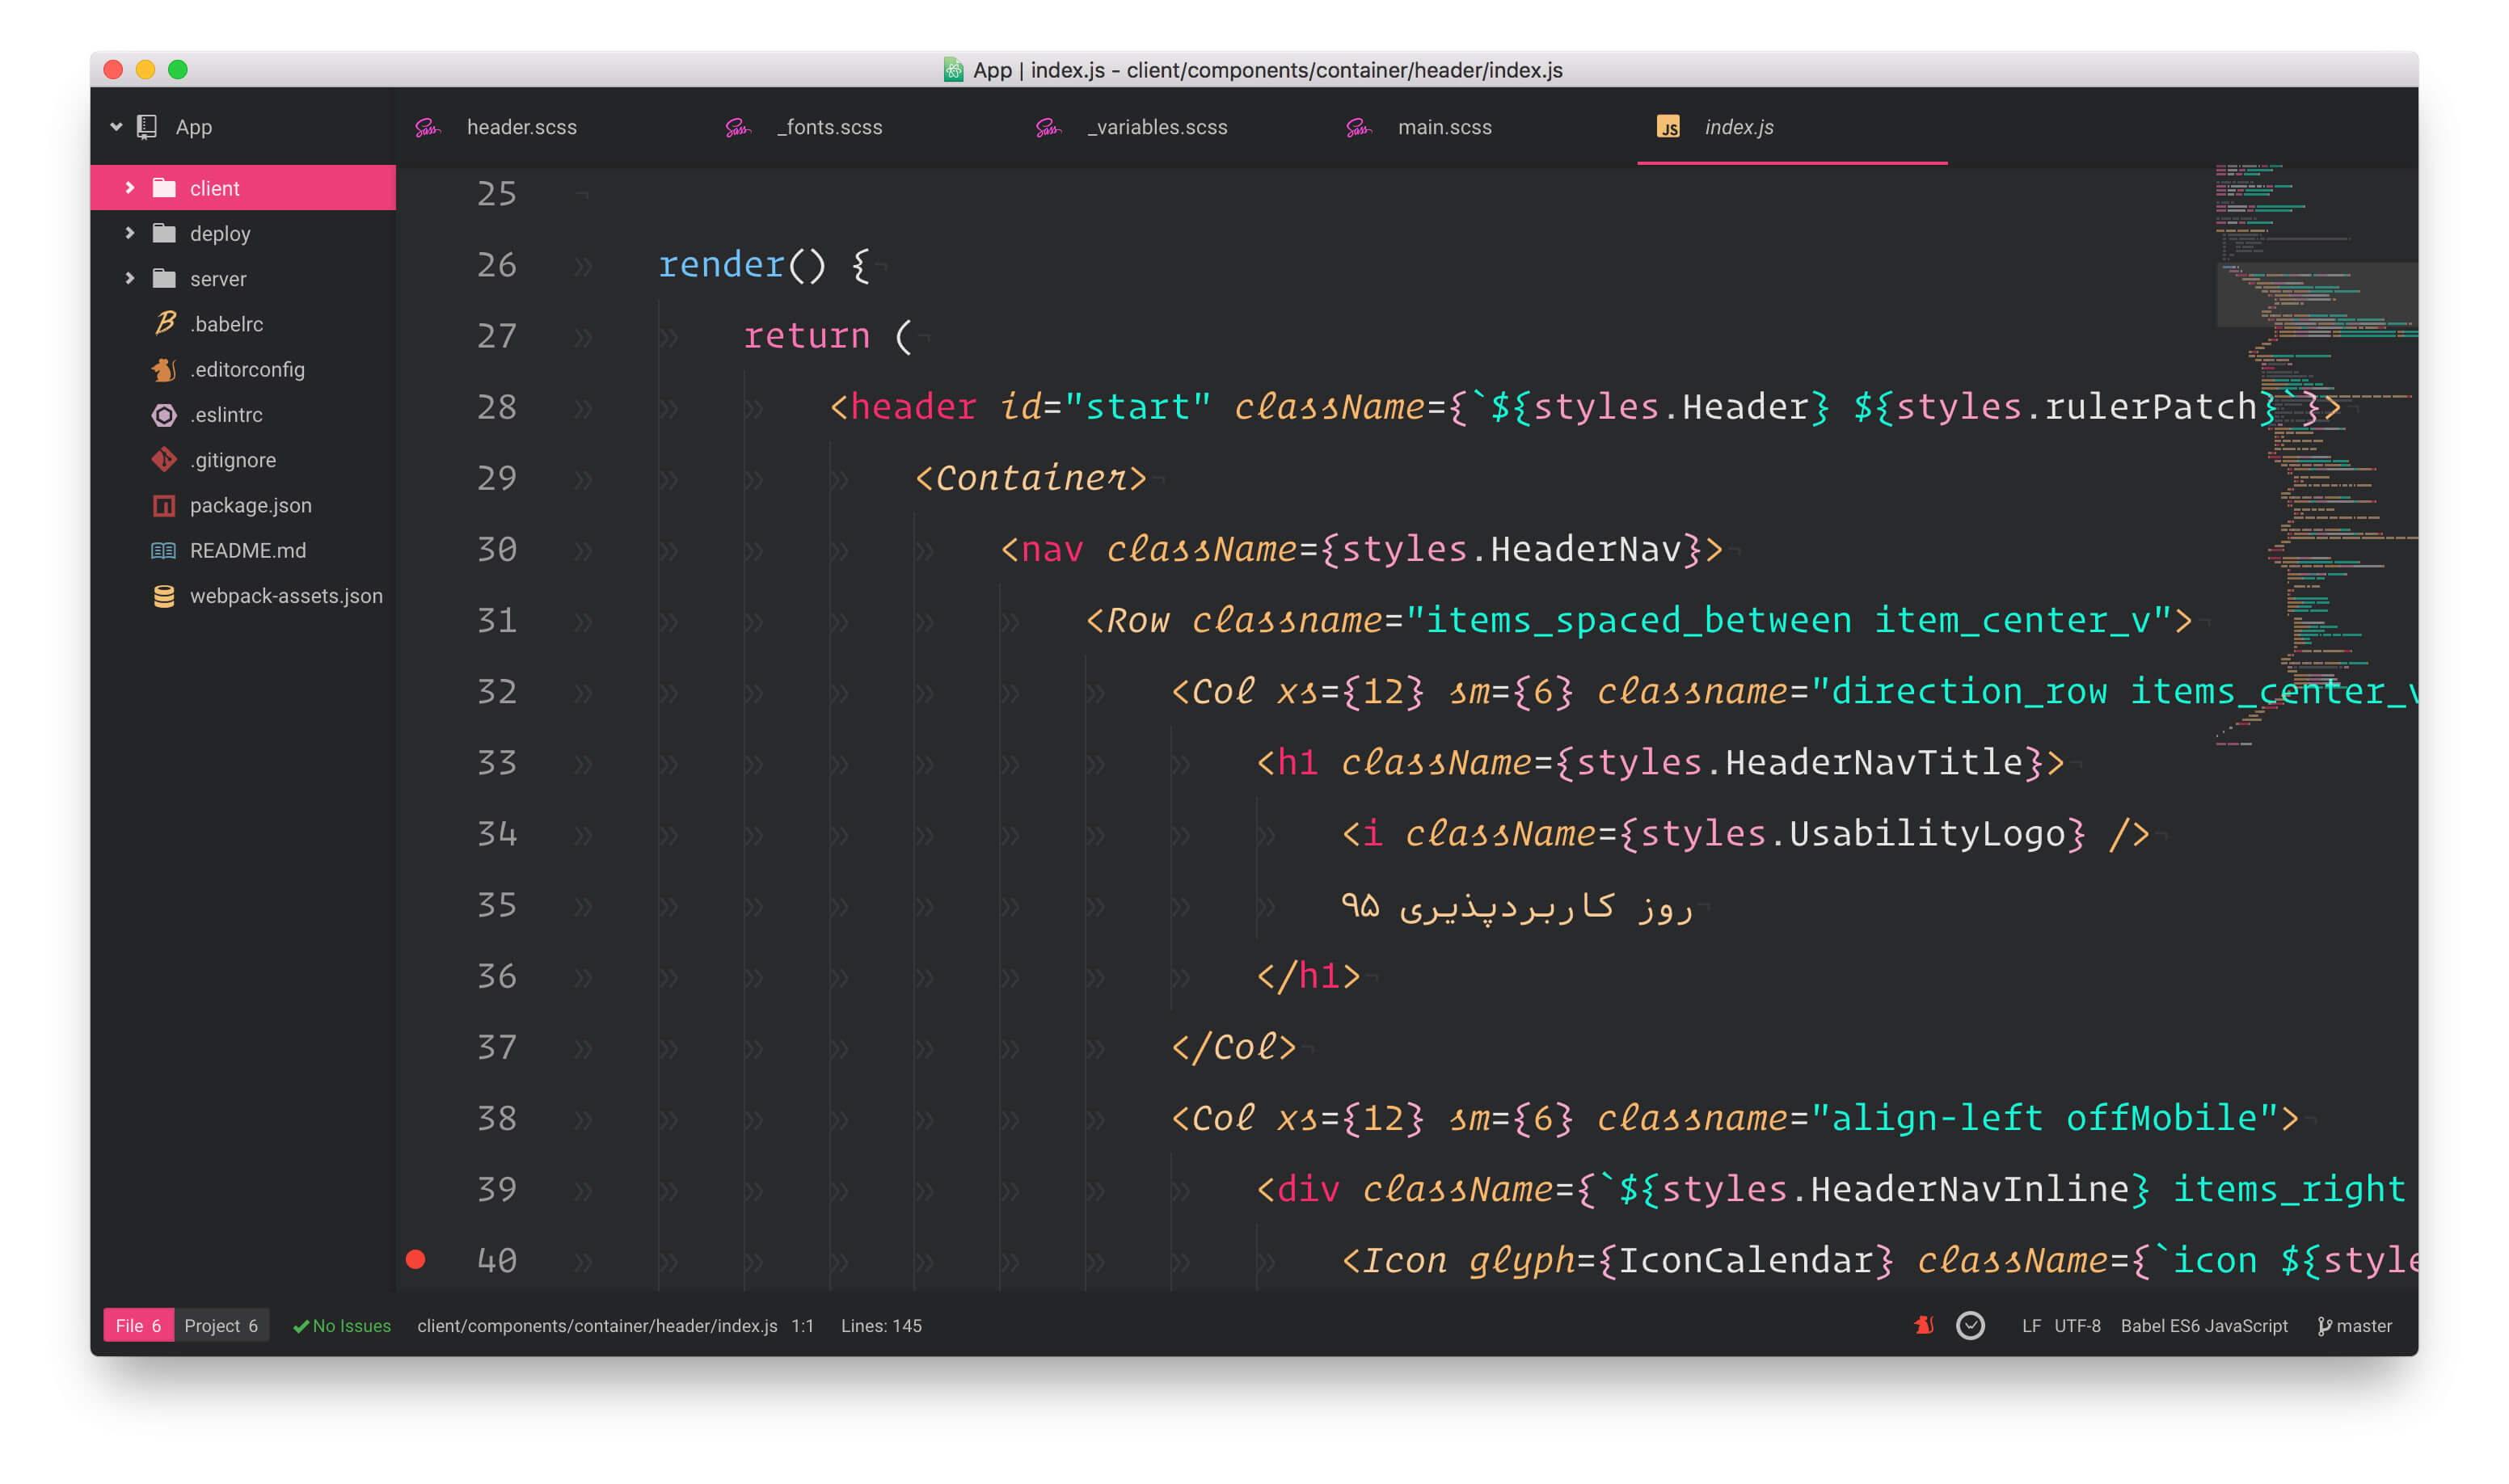 App | index.js - client/components/container/header/index.js
App
header.scss
_fonts.scss
_variables.scss
main.scss
JS
index.js
client
deploy
server
.babelrc
.editorconfig
.eslintrc
.gitignore
package.json
README.md
webpack-assets.json
25
26 render() {
27 return (
28 <header id="start" className={`${styles.Header} ${styles.rulerPatch}`}>
29 <Container>
30 <nav className={styles.HeaderNav}>
31 <Row classname="items_spaced_between item_center_v">
32 <Col xs={12} sm={6} classname="direction_row items_center_v
33 <h1 className={styles.HeaderNavTitle}>
34 <i className={styles.UsabilityLogo} />
35 روز کاربردپذیری ۹۵
36 </h1>
37 </Col>
38 <Col xs={12} sm={6} classname="align-left offMobile">
39 <div className={`${styles.HeaderNavInline} items_right
40 <Icon glyph={IconCalendar} className={`icon ${style
File 6 Project 6 No Issues client/components/container/header/index.js 1:1 Lines: 145 LF UTF-8 Babel ES6 JavaScript master